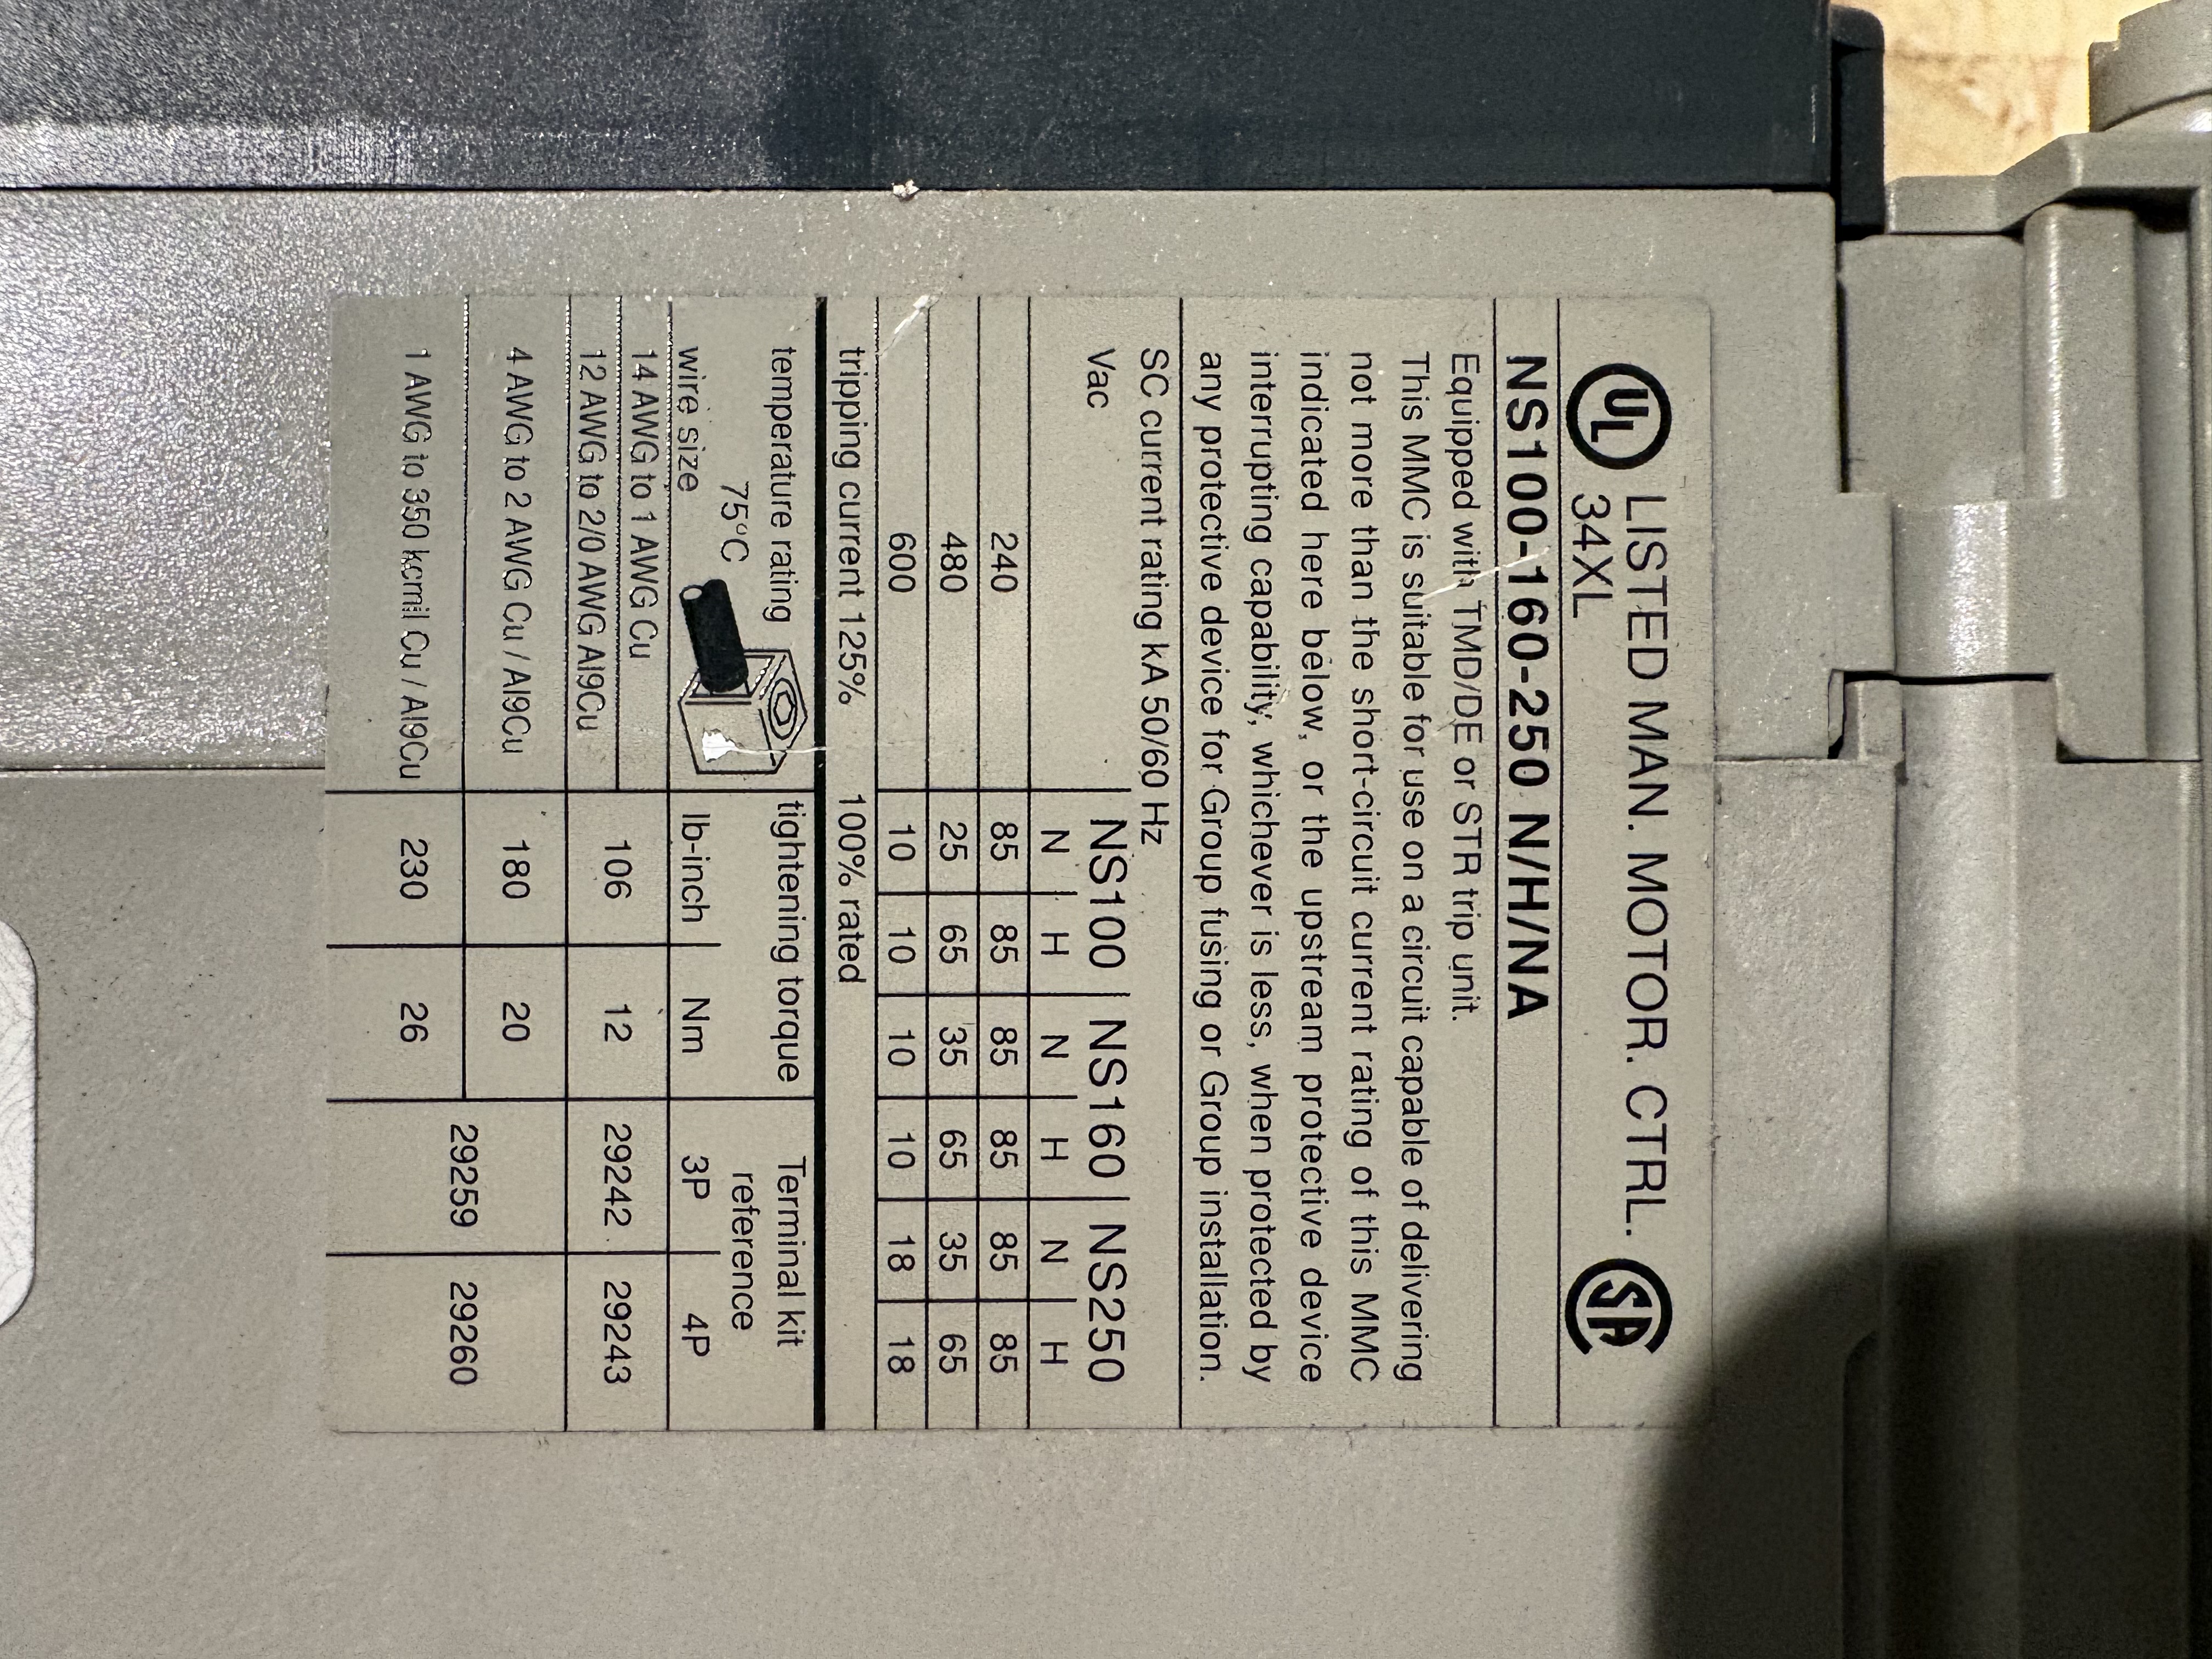 UL LISTED MAN. MOTOR. CTRL. SA
34XL
NS100-160-250 N/H/NA
Equipped with TMD/DE or STR trip unit.
This MMC is suitable for use on a circuit capable of delivering
not more than the short-circuit current rating of this MMC
indicated here below, or the upstream protective device
interrupting capability, whichever is less, when protected by
any protective device for Group fusing or Group installation.
SC current rating kA 50/60 Hz
Vac NS100 NS160 NS250
N H N H N H
240 85 85 85 85 85 85
480 25 65 35 65 35 65
600 10 10 10 10 18 18
tripping current 125% 100% rated
temperature rating tightening torque Terminal kit
75°C reference
wire size lb-inch Nm 3P 4P
14 AWG to 1 AWG Cu
106 12 29242 29243
12 AWG to 2/0 AWG Al9Cu
4 AWG to 2 AWG Cu / Al9Cu 180 20
29259 29260
1 AWG to 350 kcmil Cu / Al9Cu 230 26